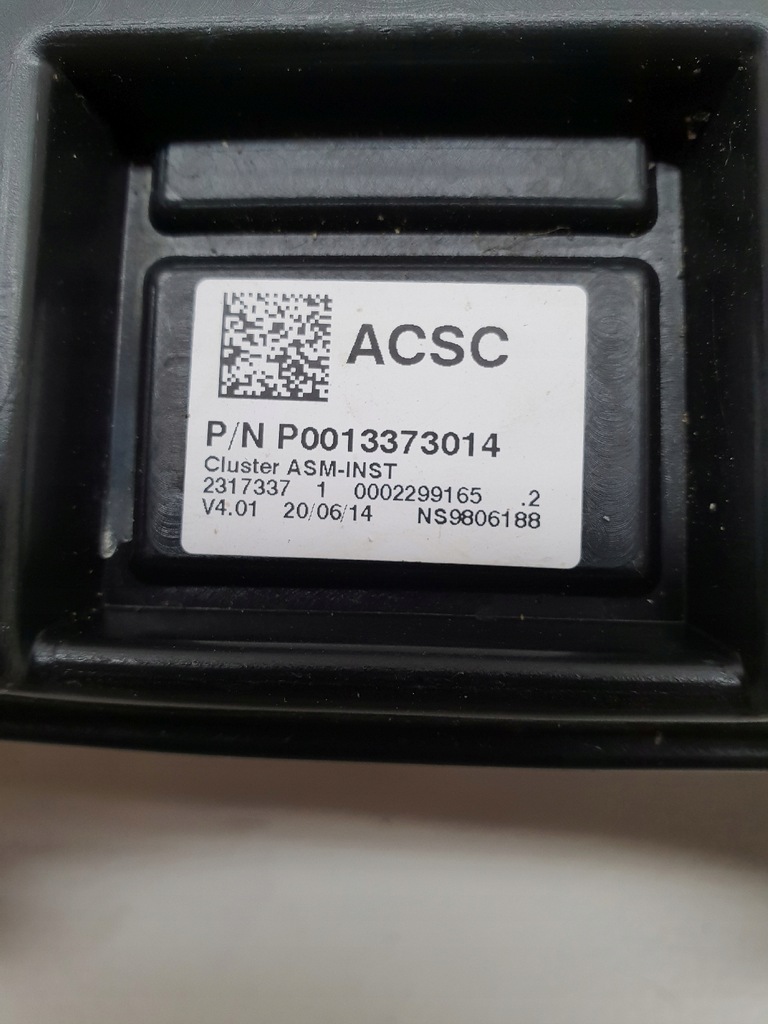 ACSC
P/N P0013373014
Cluster ASM-INST
2317337 1 0002299165 .2
V4.01 20/06/14 NS9806188